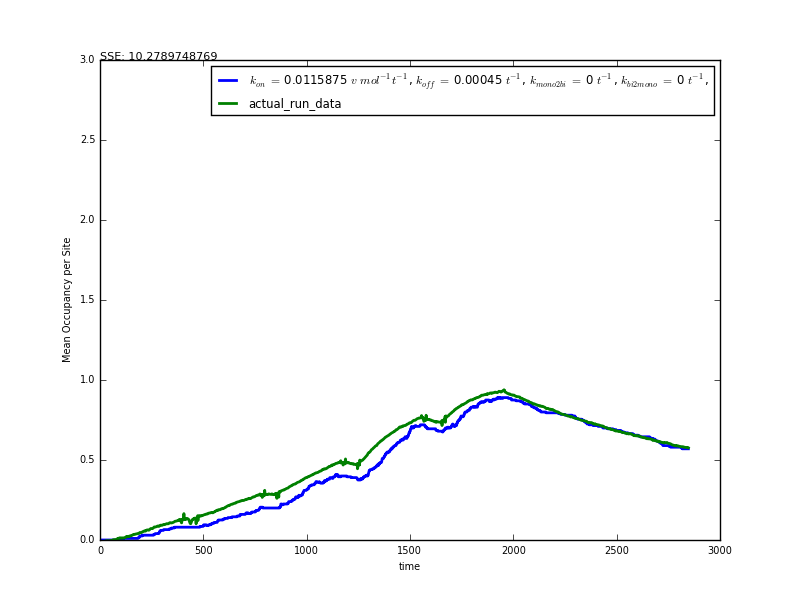 SSE: 10.2789748769
k_on = 0.0115875 v mol^−1 t^−1, k_off = 0.00045 t^−1, k_mono2bi = 0 t^−1, k_bi2mono = 0 t^−1,
actual_run_data
3.0
2.5
2.0
1.5
1.0
0.5
0.0
Mean Occupancy per Site
0 500 1000 1500 2000 2500 3000
time